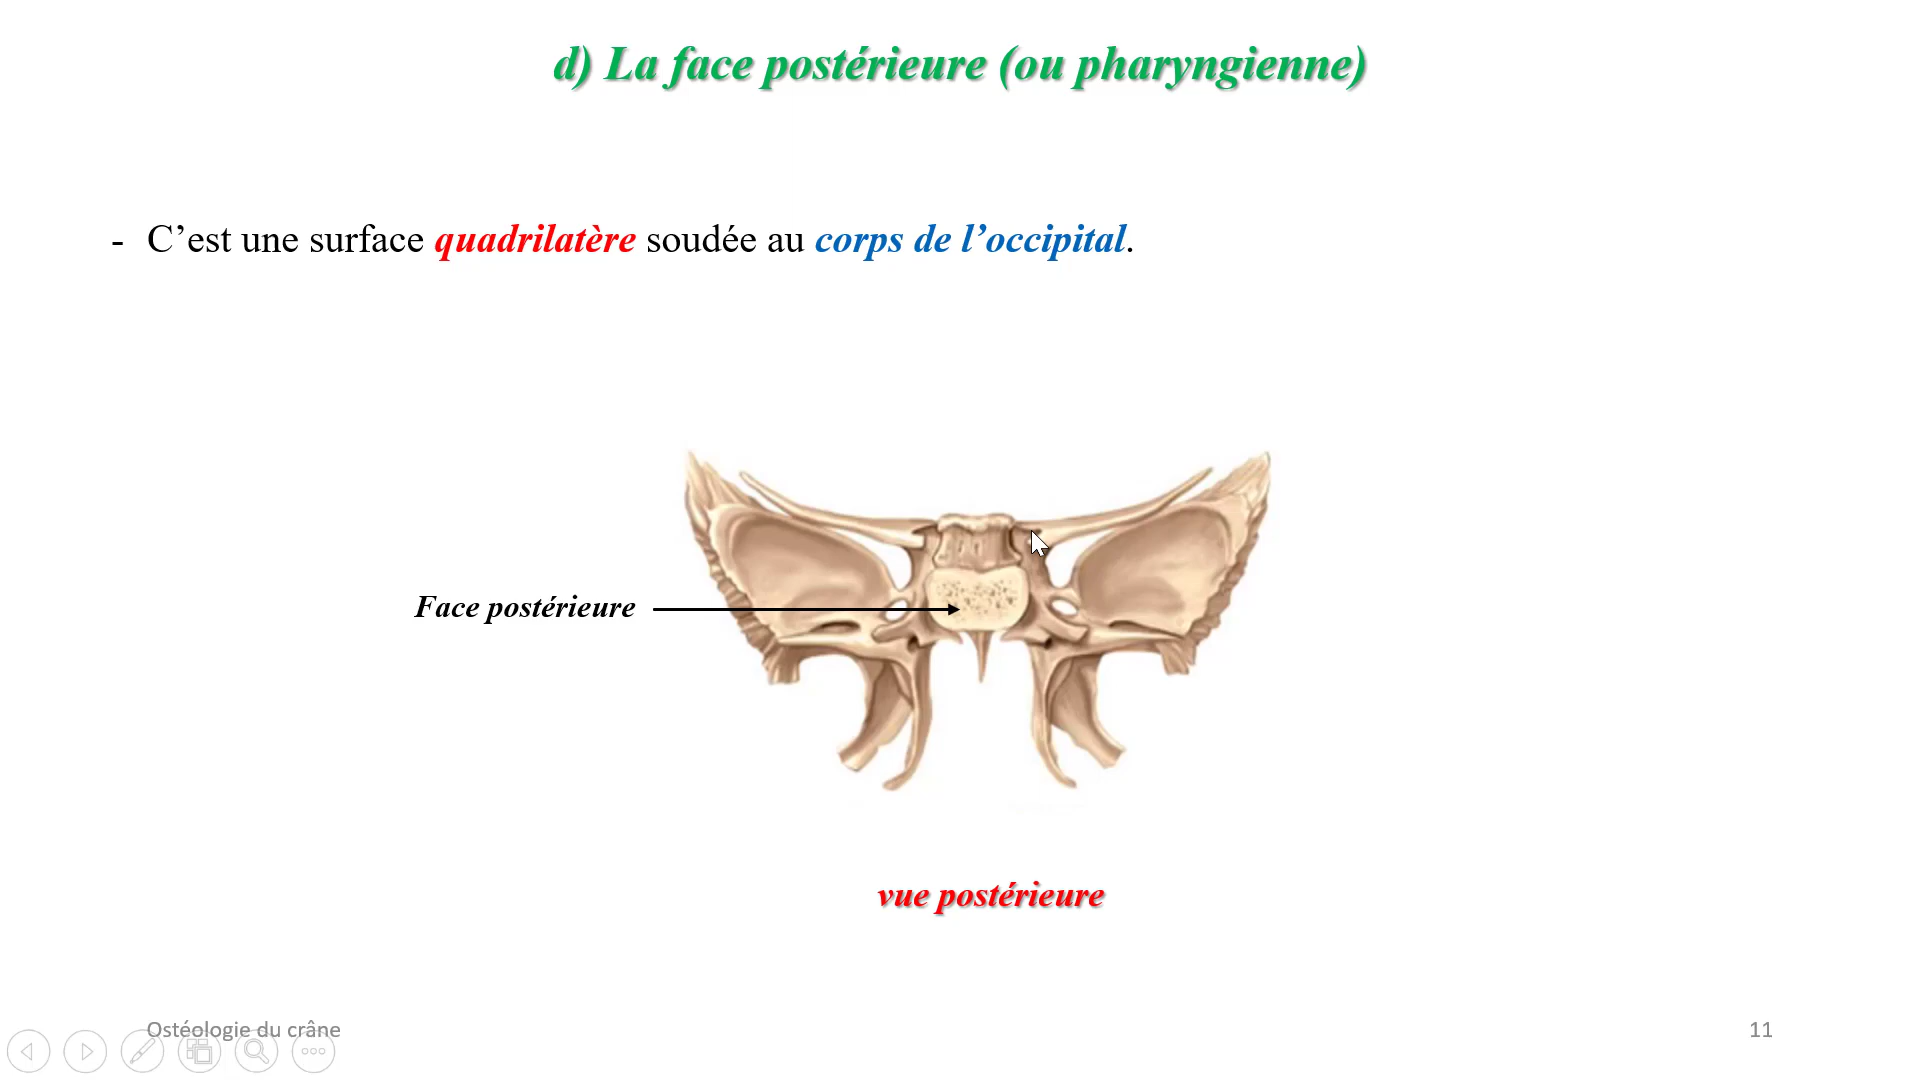 d) La face postérieure (ou pharyngienne)
- C’est une surface quadrilatère soudée au corps de l’occipital.
Face postérieure
vue postérieure
Ostéologie du crâne
11